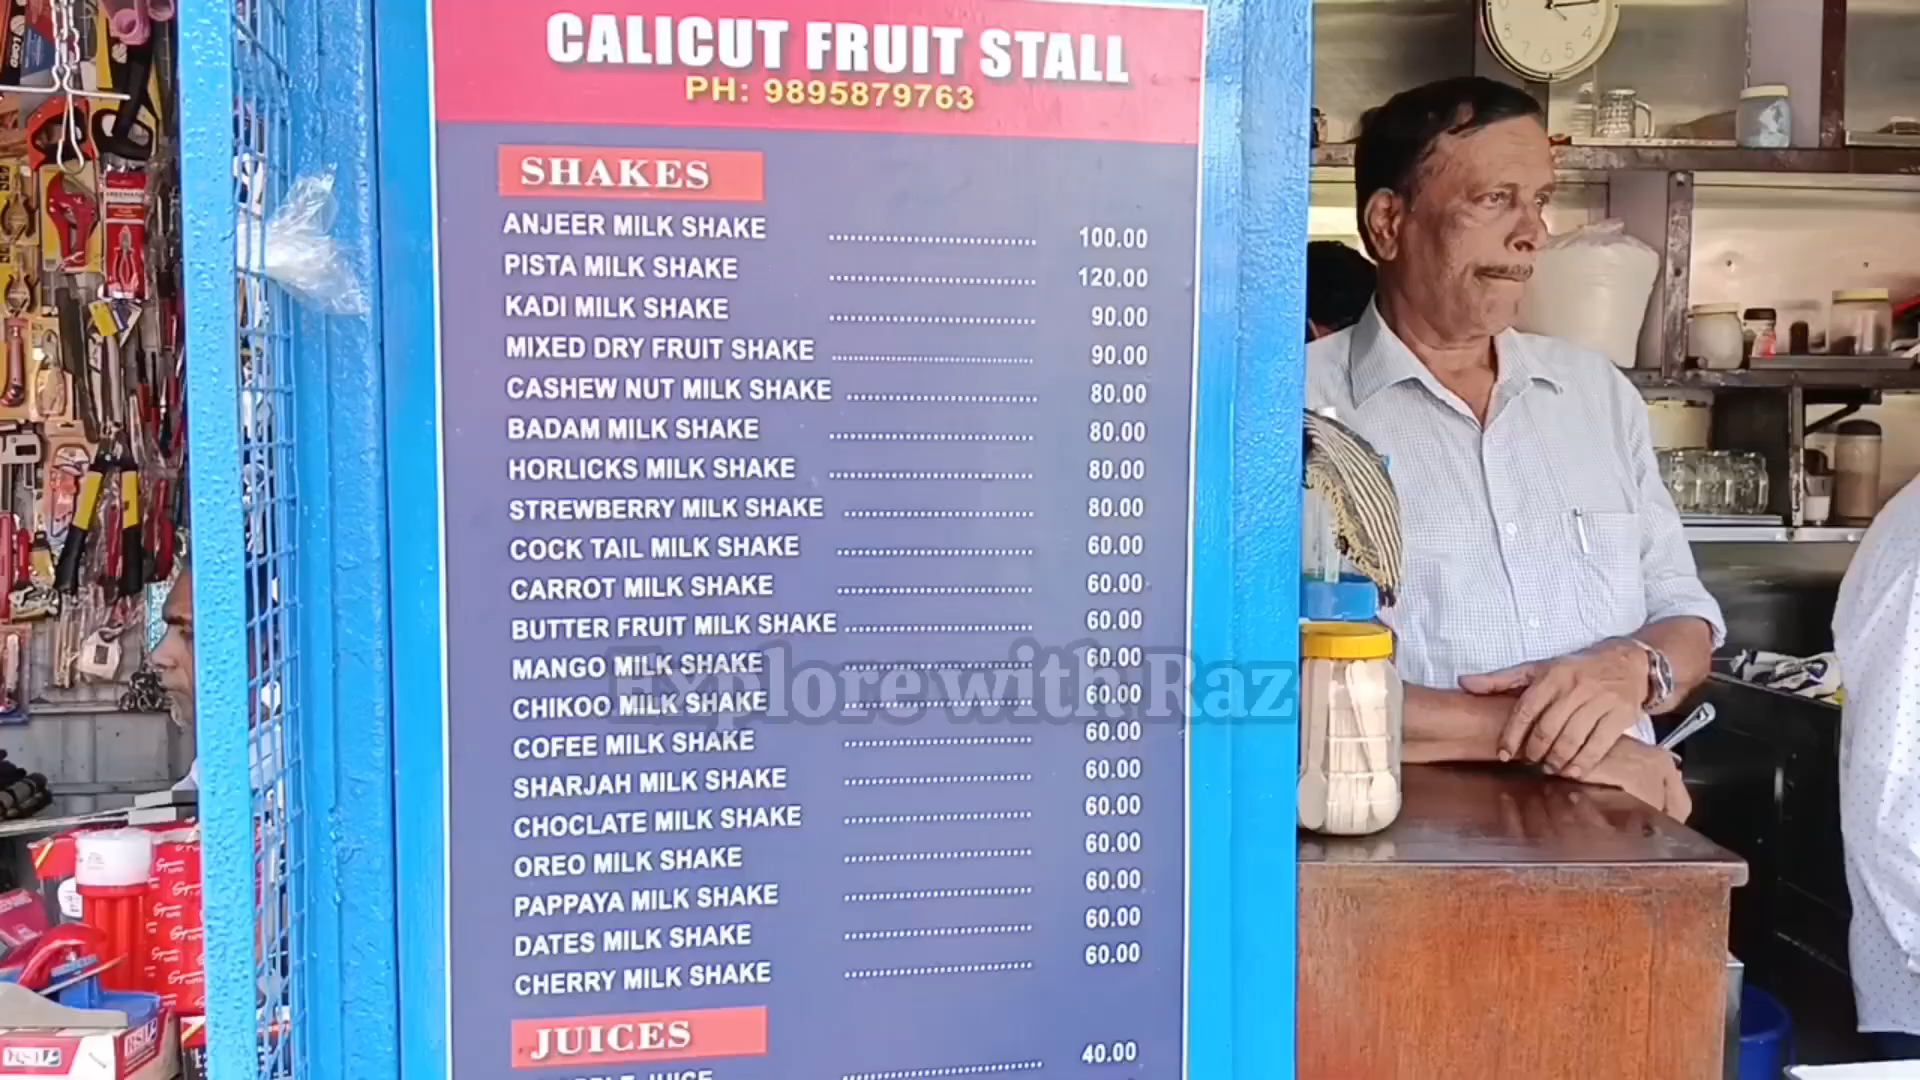 CALICUT FRUIT STALL
PH: 9895879763
SHAKES
ANJEER MILK SHAKE ........ 100.00
PISTA MILK SHAKE ........ 120.00
KADI MILK SHAKE ........ 90.00
MIXED DRY FRUIT SHAKE ........ 90.00
CASHEW NUT MILK SHAKE ........ 80.00
BADAM MILK SHAKE ........ 80.00
HORLICKS MILK SHAKE ........ 80.00
STREWBERRY MILK SHAKE ........ 80.00
COCK TAIL MILK SHAKE ........ 60.00
CARROT MILK SHAKE ........ 60.00
BUTTER FRUIT MILK SHAKE ........ 60.00
MANGO MILK SHAKE ........ 60.00
CHIKOO MILK SHAKE ........ 60.00
COFEE MILK SHAKE ........ 60.00
SHARJAH MILK SHAKE ........ 60.00
CHOCLATE MILK SHAKE ........ 60.00
OREO MILK SHAKE ........ 60.00
PAPPAYA MILK SHAKE ........ 60.00
DATES MILK SHAKE ........ 60.00
CHERRY MILK SHAKE ........ 60.00
JUICES
JUICE ........ 40.00
Explore with Raz